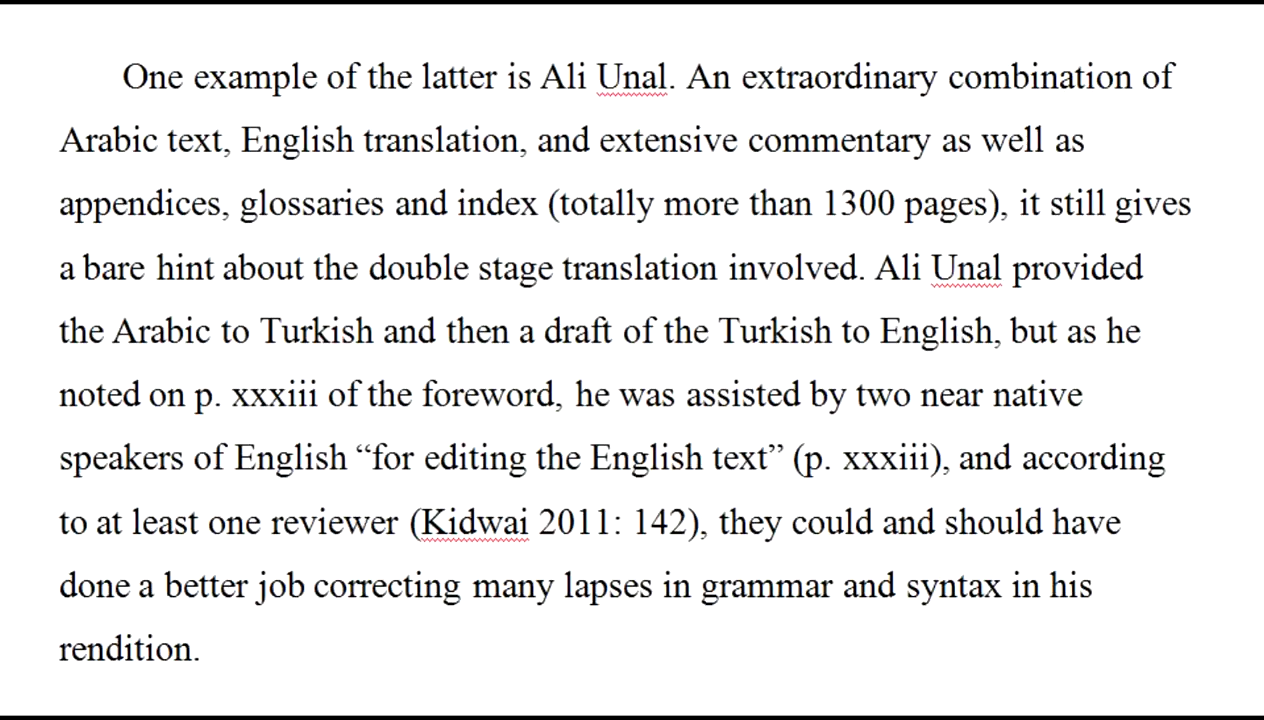 One example of the latter is Ali Unal. An extraordinary combination of
Arabic text, English translation, and extensive commentary as well as
appendices, glossaries and index (totally more than 1300 pages), it still gives
a bare hint about the double stage translation involved. Ali Unal provided
the Arabic to Turkish and then a draft of the Turkish to English, but as he
noted on p. xxxiii of the foreword, he was assisted by two near native
speakers of English “for editing the English text” (p. xxxiii), and according
to at least one reviewer (Kidwai 2011: 142), they could and should have
done a better job correcting many lapses in grammar and syntax in his
rendition.